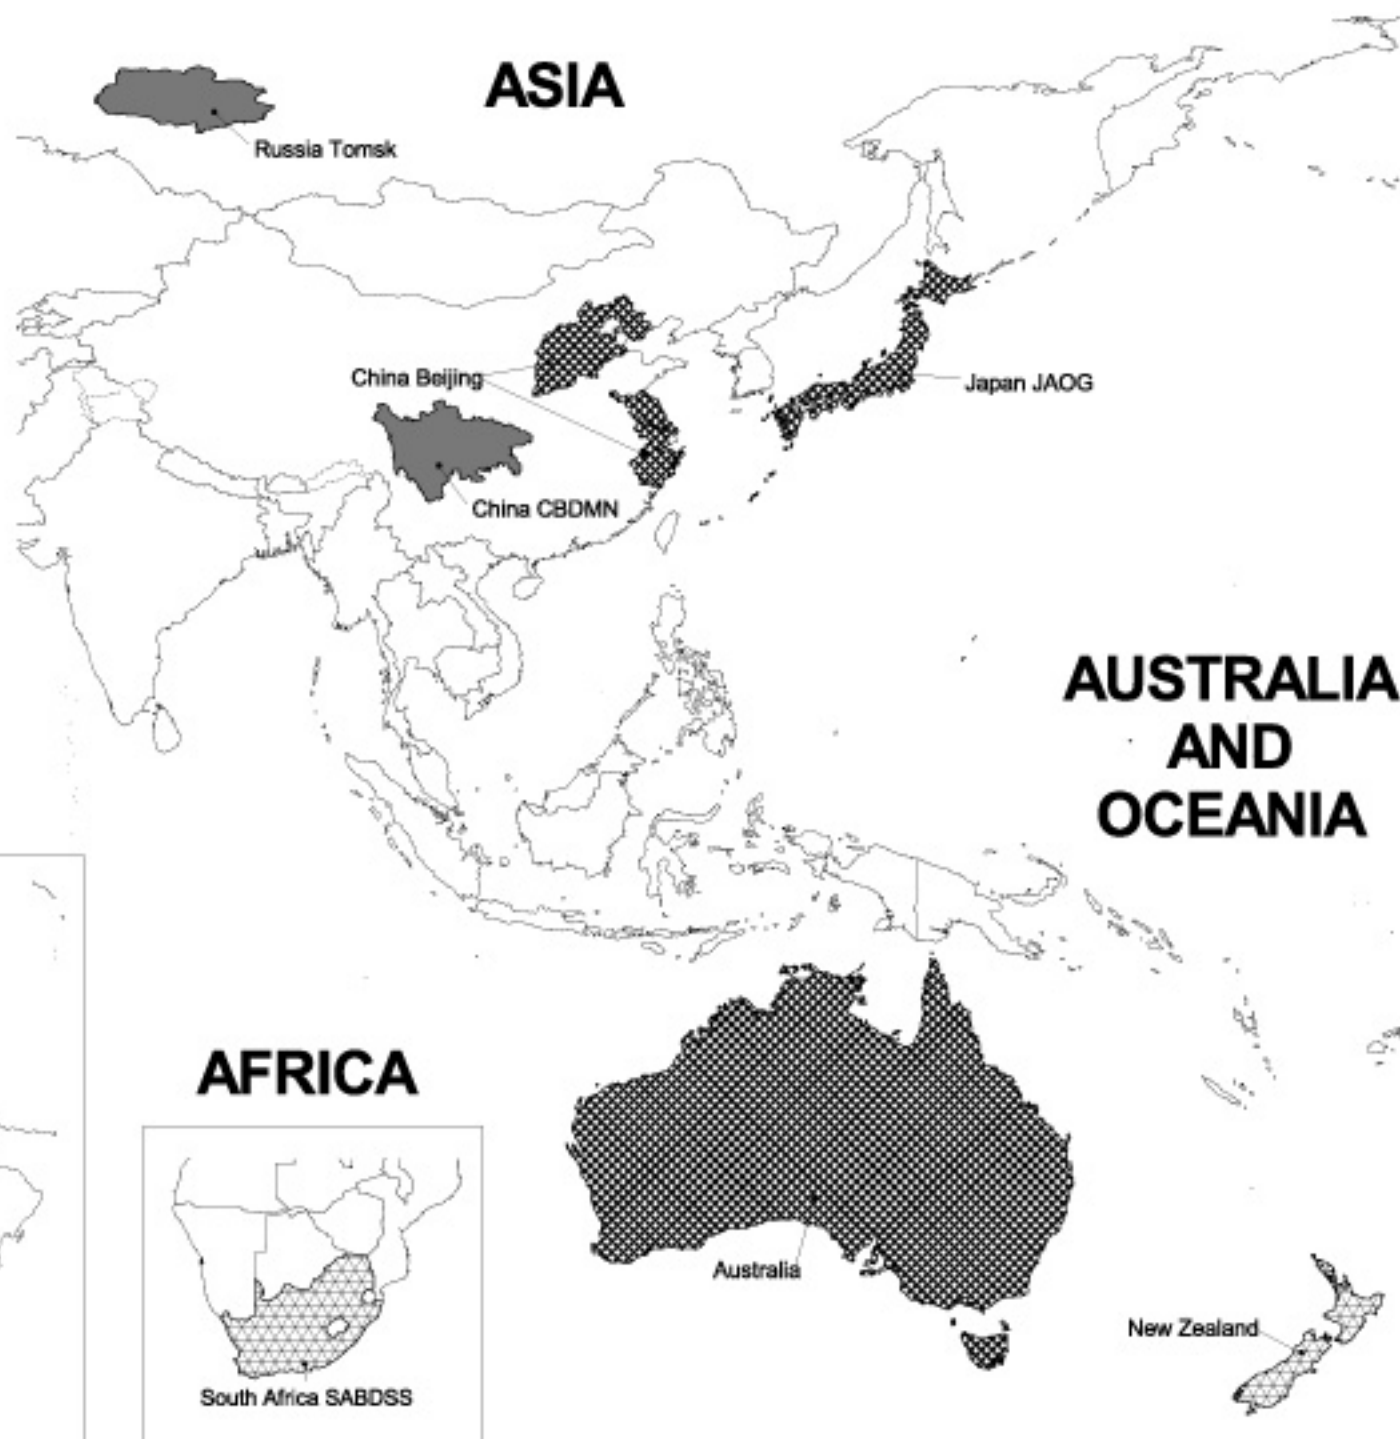 ASIA
Russia Tomsk
China Beijing
Japan JAOG
China CBDMN
AUSTRALIA
AND
OCEANIA
AFRICA
Australia
New Zealand
South Africa SABDSS